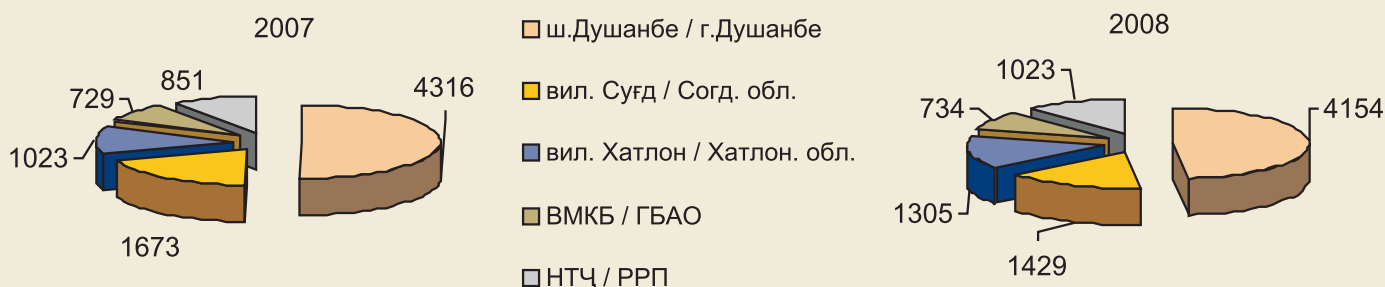 2007
851
729
4316
1023
1673
ш.Душанбе / г.Душанбе
вил. Суғд / Согд. обл.
вил. Хатлон / Хатлон. обл.
ВМКБ / ГБАО
НТҶ / РРП
2008
1023
734
4154
1305
1429